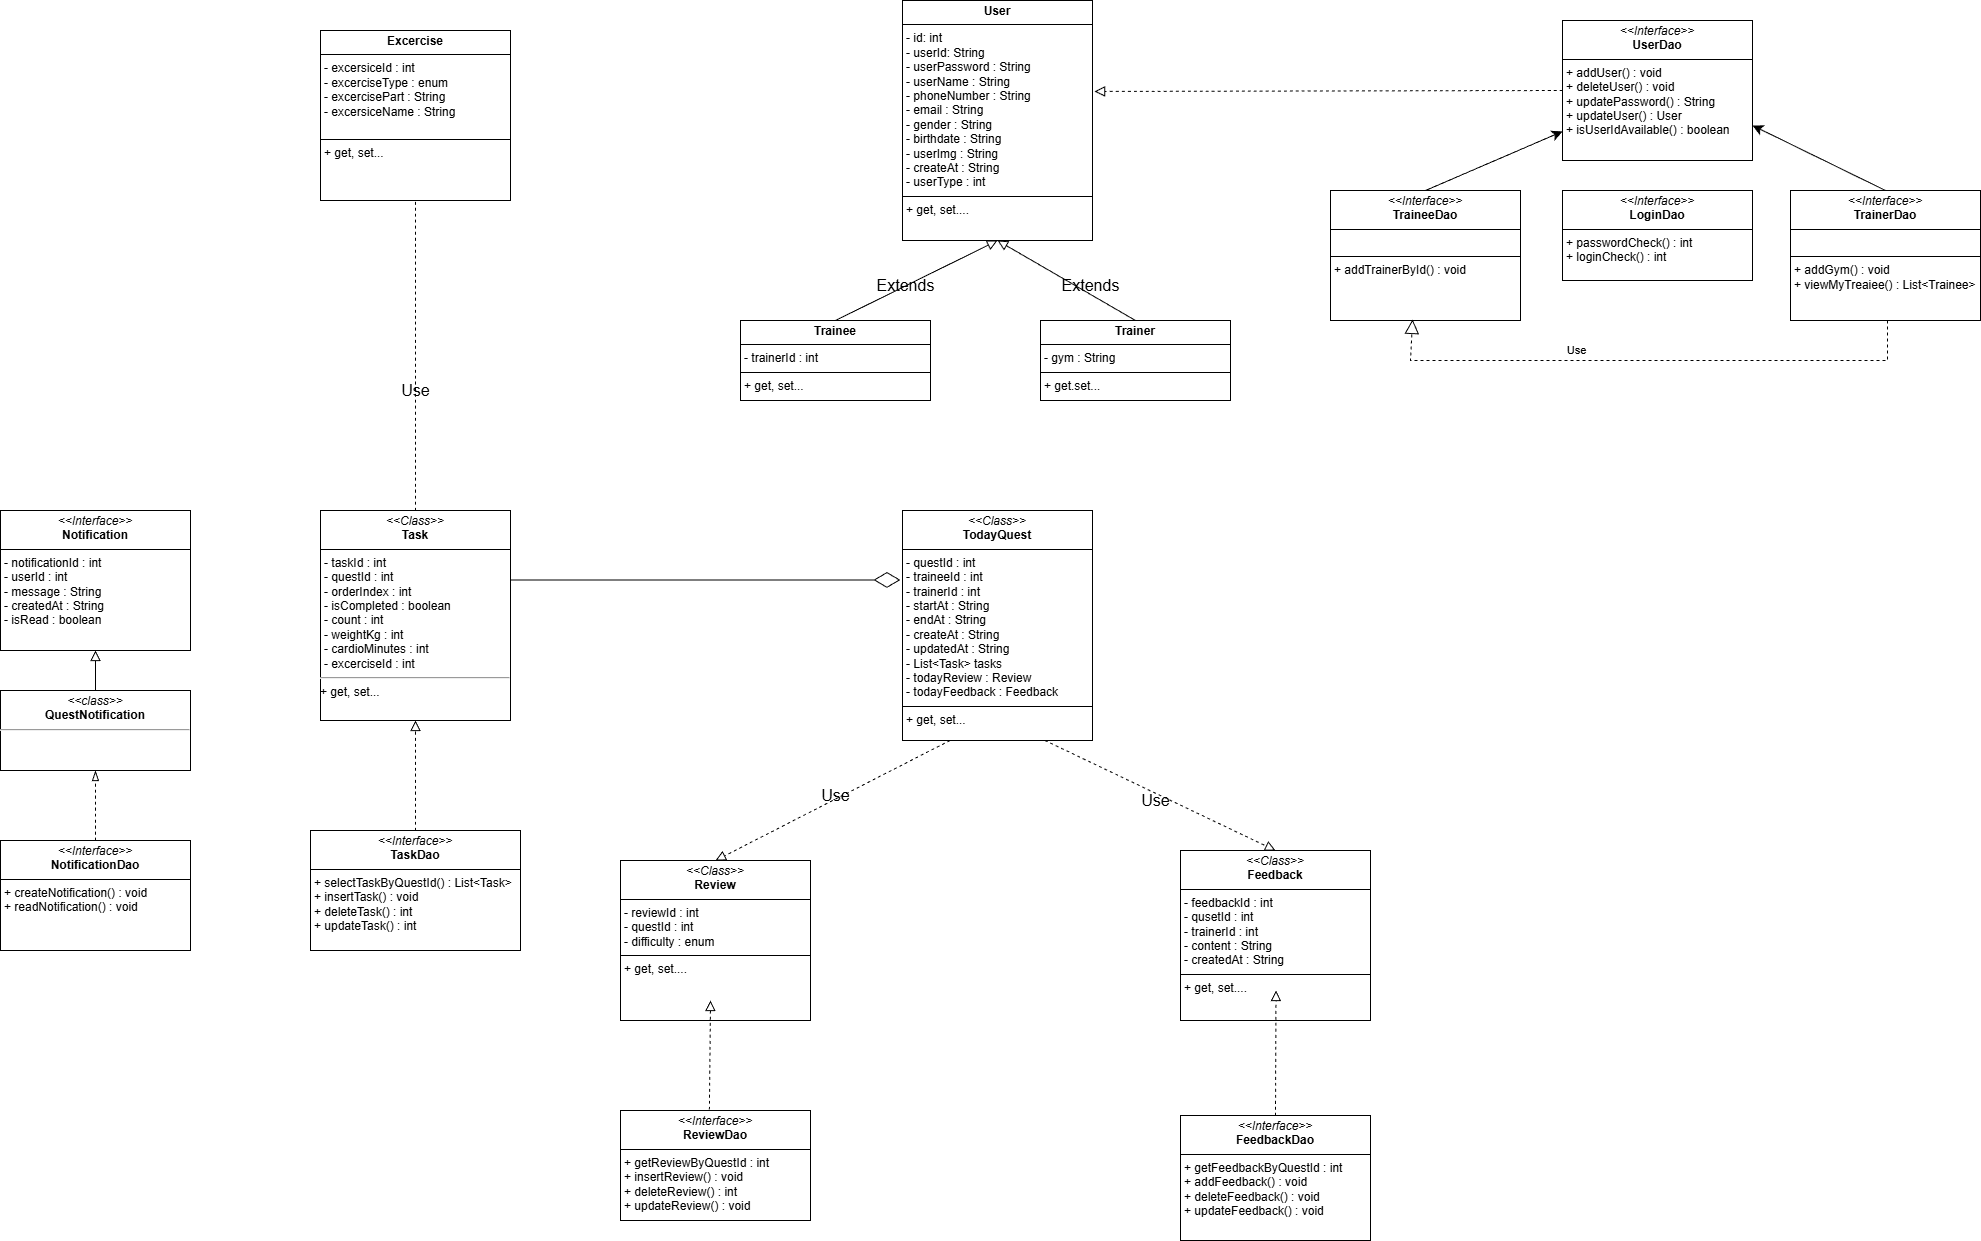 Excercise
- excersiceId : int
- excerciseType : enum
- excercisePart : String
- excersiceName : String
+ get, set...
User
- id: int
- userId: String
- userPassword : String
- userName : String
- phoneNumber : String
- email : String
- gender : String
- birthdate : String
- userImg : String
- createAt : String
- userType : int
+ get, set....
<<Interface>>
UserDao
+ addUser() : void
+ deleteUser() : void
+ updatePassword() : String
+ updateUser() : User
+ isUserIdAvailable() : boolean
<<Interface>>
TraineeDao
+ addTrainerById() : void
<<Interface>>
LoginDao
+ passwordCheck() : int
+ loginCheck() : int
<<Interface>>
TrainerDao
+ addGym() : void
+ viewMyTreaiee() : List<Trainee>
Use
Extends
Extends
Trainee
- trainerId : int
+ get, set...
Trainer
- gym : String
+ get.set...
Use
<<Interface>>
Notification
- notificationId : int
- userId : int
- message : String
- createdAt : String
- isRead : boolean
<<class>>
QuestNotification
<<Interface>>
NotificationDao
+ createNotification() : void
+ readNotification() : void
<<Class>>
Task
- taskId : int
- questId : int
- orderIndex : int
- isCompleted : boolean
- count : int
- weightKg : int
- cardioMinutes : int
- excerciseId : int
+ get, set...
<<Interface>>
TaskDao
+ selectTaskByQuestId() : List<Task>
+ insertTask() : void
+ deleteTask() : int
+ updateTask() : int
<<Class>>
TodayQuest
- questId : int
- traineeId : int
- trainerId : int
- startAt : String
- endAt : String
- createAt : String
- updatedAt : String
- List<Task> tasks
- todayReview : Review
- todayFeedback : Feedback
+ get, set...
Use
Use
<<Class>>
Review
- reviewId : int
- questId : int
- difficulty : enum
+ get, set....
<<Interface>>
ReviewDao
+ getReviewByQuestId : int
+ insertReview() : void
+ deleteReview() : int
+ updateReview() : void
<<Class>>
Feedback
- feedbackId : int
- qusetId : int
- trainerId : int
- content : String
- createdAt : String
+ get, set....
<<Interface>>
FeedbackDao
+ getFeedbackByQuestId : int
+ addFeedback() : void
+ deleteFeedback() : void
+ updateFeedback() : void